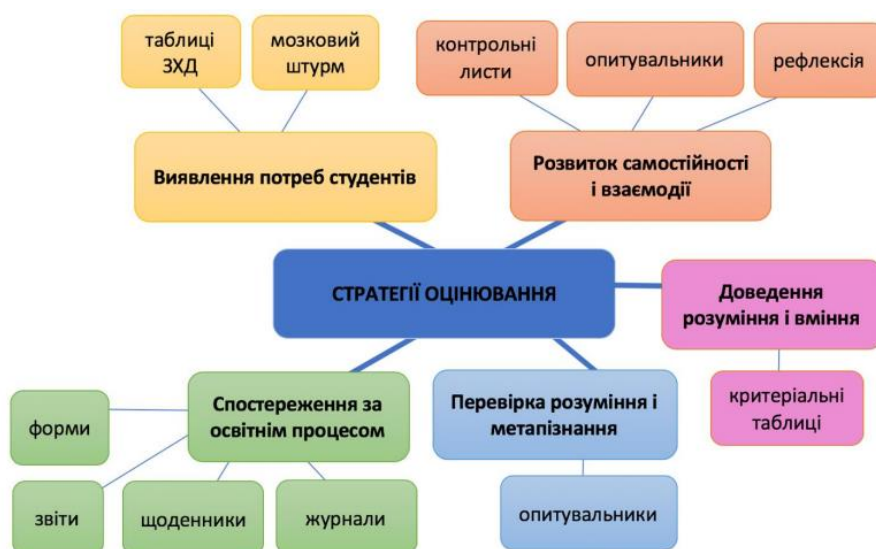 таблиці
ЗХД
мозковий
штурм
контрольні
листи
опитувальники
рефлексія
Виявлення потреб студентів
Розвиток самостійності
і взаємодії
СТРАТЕГІЇ ОЦІНЮВАННЯ
Доведення
розуміння і вміння
критеріальні
таблиці
Спостереження за
освітнім процесом
форми
звіти
щоденники
журнали
Перевірка розуміння і
метапізнання
опитувальники